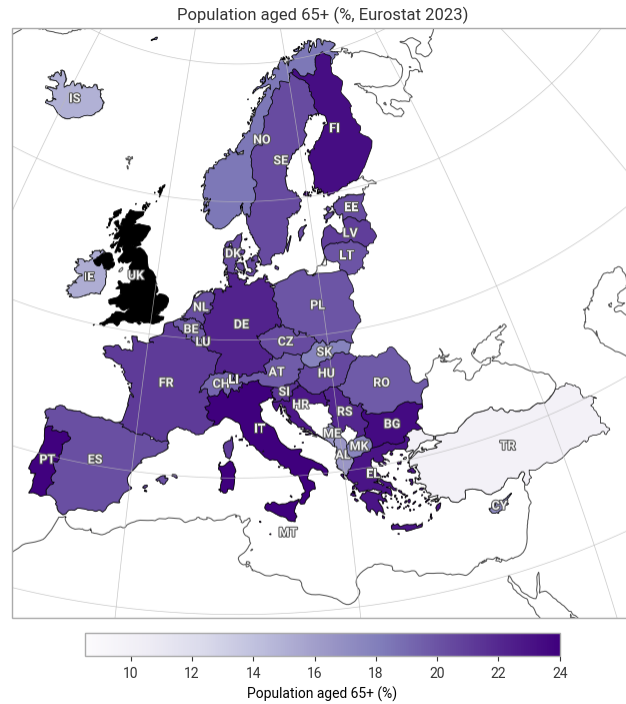 Population aged 65+ (%, Eurostat 2023)
IS
FI
NO
SE
EE
LV
LT
DK
IE
UK
NL
PL
BE
DE
LU
CZ
SK
FR
CH
LI
AT
HU
RO
SI
HR
RS
BG
IT
ME
MK
AL
TR
PT
ES
EL
CY
MT
10 12 14 16 18 20 22 24
Population aged 65+ (%)